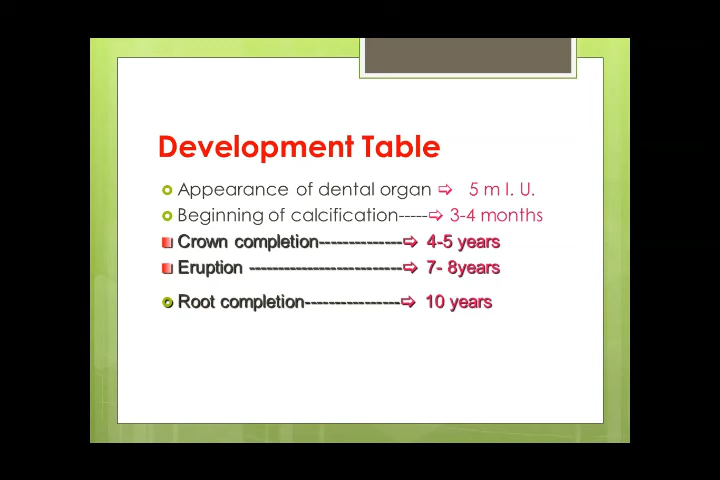 Development Table
Appearance of dental organ ⇨ 5 m I. U.
Beginning of calcification-----⇨ 3-4 months
Crown completion--------------⇨ 4-5 years
Eruption --------------------------⇨ 7- 8years
Root completion----------------⇨ 10 years